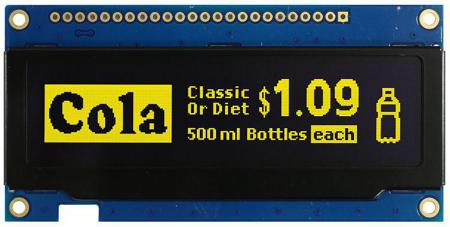 Cola
Classic
Or Diet
$1.09
500 ml Bottles each